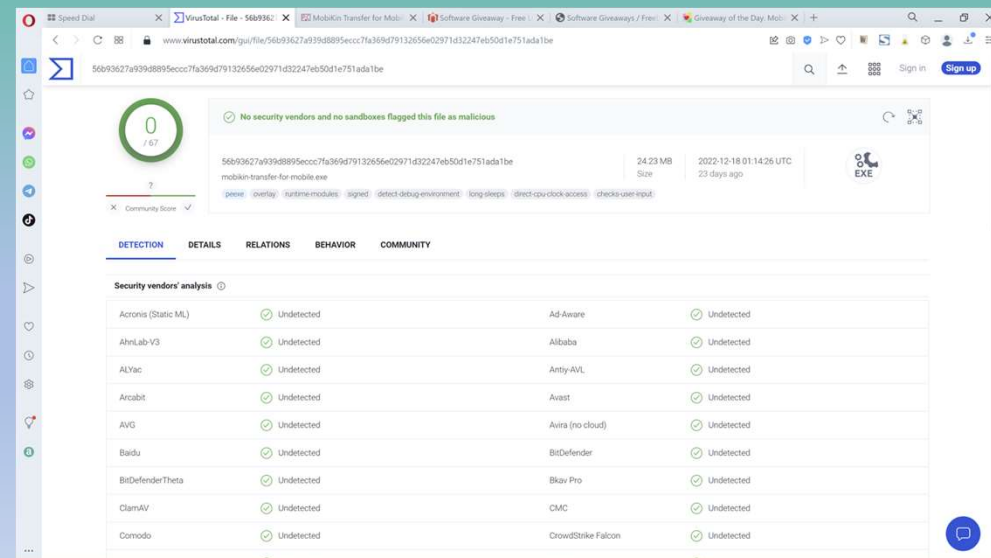 Speed Dial
VirusTotal - File - 56b93627
MobiKin Transfer for Mobi
Software Giveaway - Free
Software Giveaways / Free
Giveaway of the Day. Mobi
www.virustotal.com/gui/file/56b93627a939d8895eccc7fa369d79132656e02971d32247eb50d1e751ada1be
56b93627a939d8895eccc7fa369d79132656e02971d32247eb50d1e751ada1be
Sign in
Sign up
0
/ 67
?
Community Score
No security vendors and no sandboxes flagged this file as malicious
56b93627a939d8895eccc7fa369d79132656e02971d32247eb50d1e751ada1be
mobikin-transfer-for-mobile.exe
peexe overlay runtime-modules signed detect-debug-environment long-sleeps direct-cpu-clock-access checks-user-input
24.23 MB
Size
2022-12-18 01:14:26 UTC
23 days ago
EXE
DETECTION DETAILS RELATIONS BEHAVIOR COMMUNITY
Security vendors' analysis
Acronis (Static ML) Undetected Ad-Aware Undetected
AhnLab-V3 Undetected Alibaba Undetected
ALYac Undetected Antiy-AVL Undetected
Arcabit Undetected Avast Undetected
AVG Undetected Avira (no cloud) Undetected
Baidu Undetected BitDefender Undetected
BitDefenderTheta Undetected Bkav Pro Undetected
ClamAV Undetected CMC Undetected
Comodo Undetected CrowdStrike Falcon Undetected